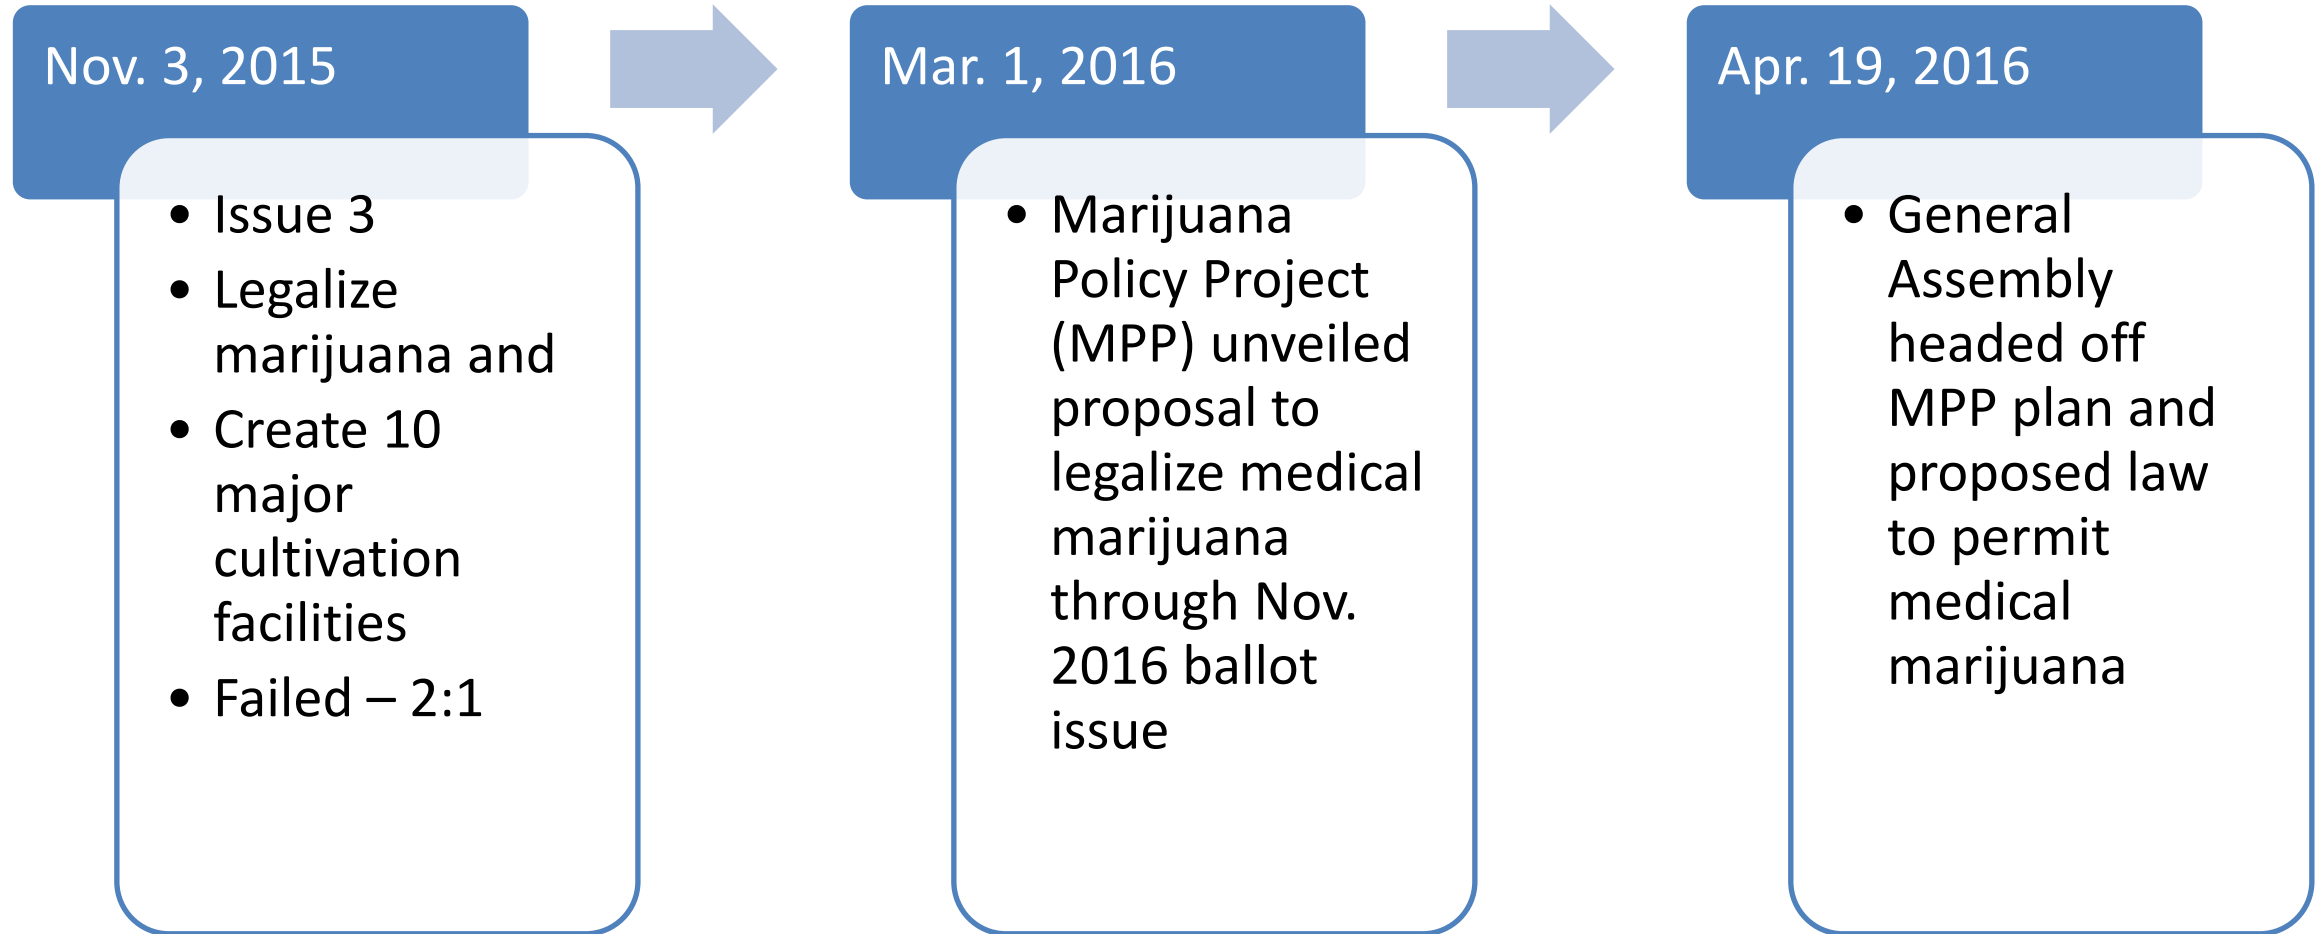 Nov. 3, 2015
• Issue 3
• Legalize
marijuana and
• Create 10
major
cultivation
facilities
• Failed – 2:1
Mar. 1, 2016
• Marijuana
Policy Project
(MPP) unveiled
proposal to
legalize medical
marijuana
through Nov.
2016 ballot
issue
Apr. 19, 2016
• General
Assembly
headed off
MPP plan and
proposed law
to permit
medical
marijuana